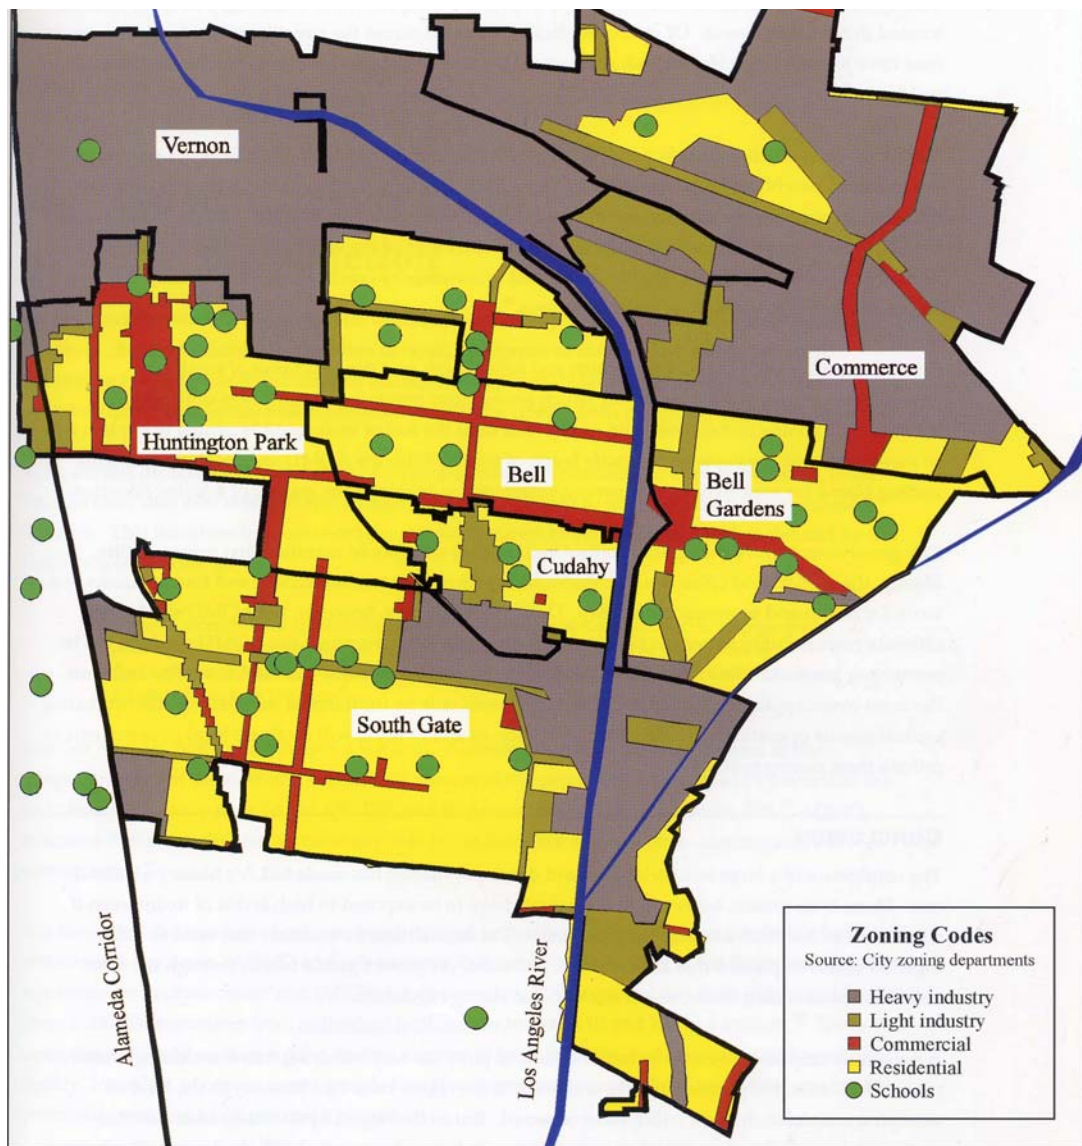 Vernon
Commerce
Huntington Park
Bell
Bell
Gardens
Cudahy
South Gate
Alameda Corridor
Los Angeles River
Zoning Codes
Source: City zoning departments
Heavy industry
Light industry
Commercial
Residential
Schools